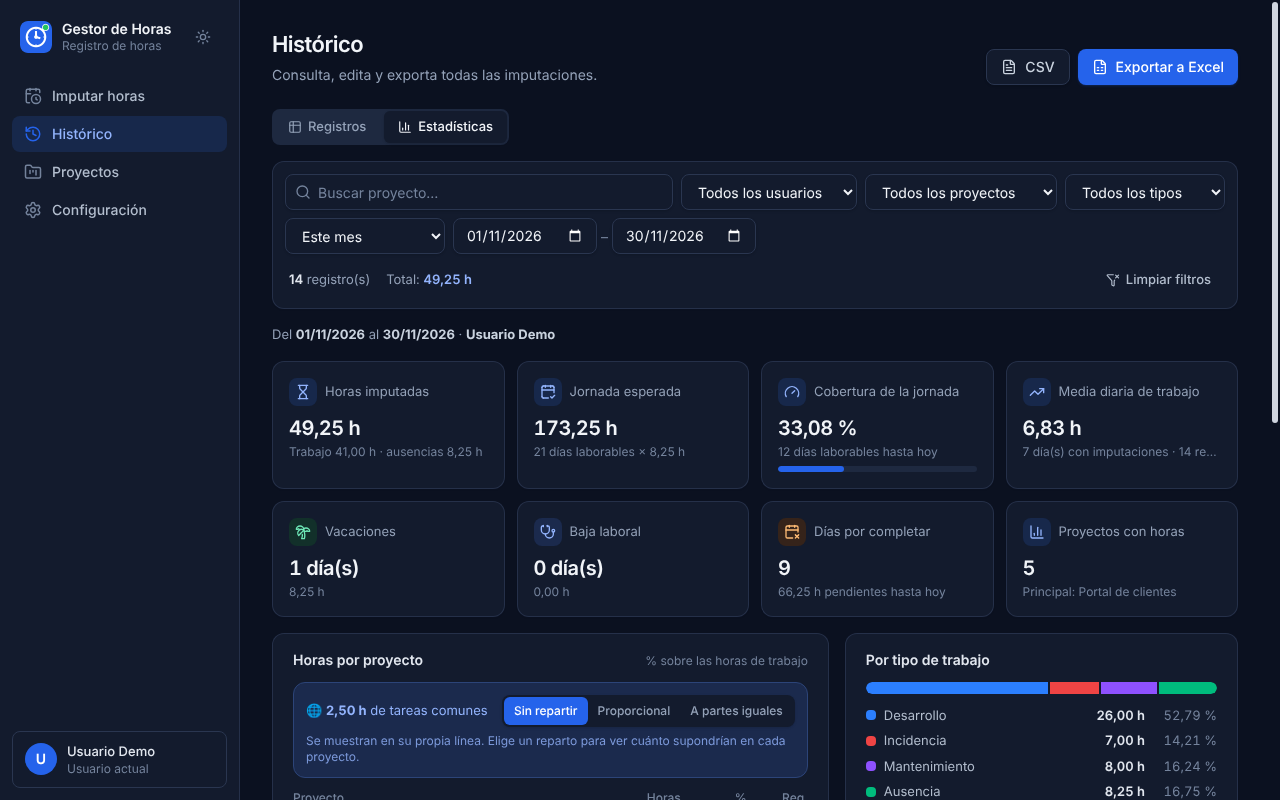 Gestor de Horas
Registro de horas
Imputar horas
Histórico
Proyectos
Configuración
Usuario Demo
Usuario actual
U
Histórico
Consulta, edita y exporta todas las imputaciones.
CSV
Exportar a Excel
Registros
Estadísticas
Buscar proyecto...
Todos los usuarios
Todos los proyectos
Todos los tipos
Este mes
01/11/2026 – 30/11/2026
14 registro(s) Total: 49,25 h
Limpiar filtros
Del 01/11/2026 al 30/11/2026 · Usuario Demo
Horas imputadas
49,25 h
Trabajo 41,00 h · ausencias 8,25 h
Jornada esperada
173,25 h
21 días laborables × 8,25 h
Cobertura de la jornada
33,08 %
12 días laborables hasta hoy
Media diaria de trabajo
6,83 h
7 día(s) con imputaciones · 14 re...
Vacaciones
1 día(s)
8,25 h
Baja laboral
0 día(s)
0,00 h
Días por completar
9
66,25 h pendientes hasta hoy
Proyectos con horas
5
Principal: Portal de clientes
Horas por proyecto
% sobre las horas de trabajo
2,50 h de tareas comunes
Sin repartir
Proporcional
A partes iguales
Se muestran en su propia línea. Elige un reparto para ver cuánto supondrían en cada
proyecto.
Proyecto Horas % Reg.
Por tipo de trabajo
Desarrollo 26,00 h 52,79 %
Incidencia 7,00 h 14,21 %
Mantenimiento 8,00 h 16,24 %
Ausencia 8,25 h 16,75 %